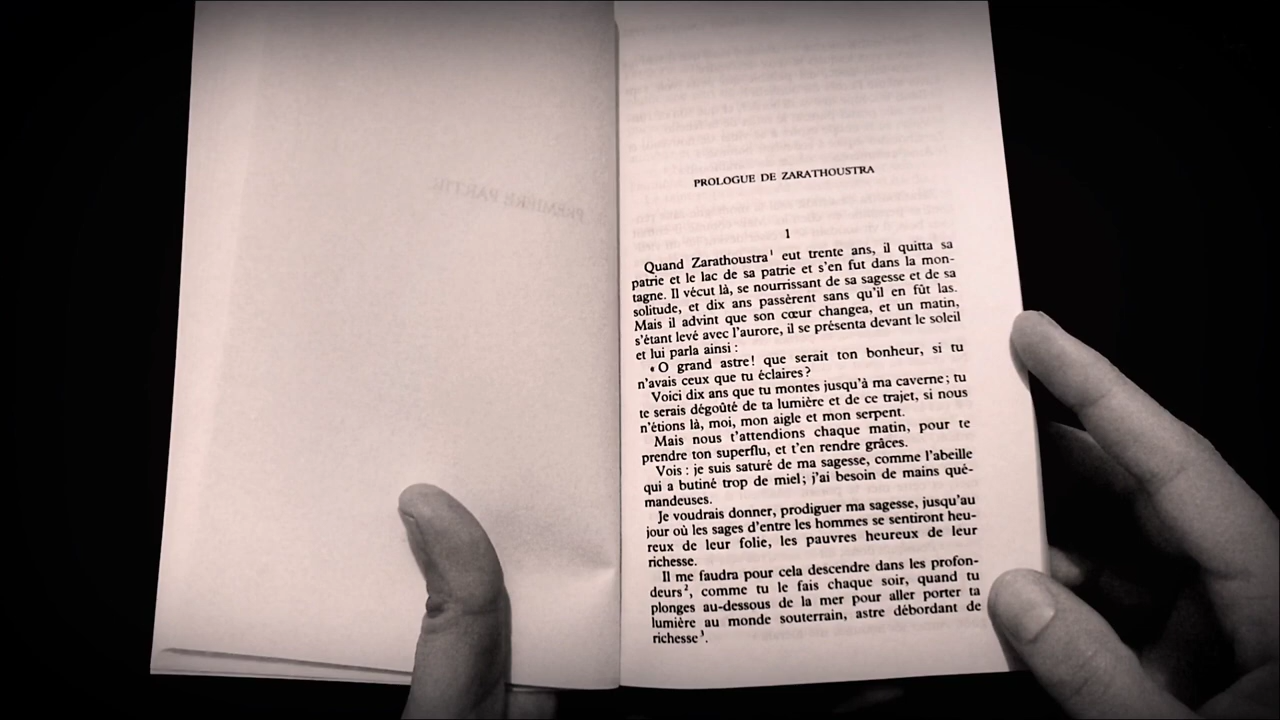 PREMIÈRE PARTIE
PROLOGUE DE ZARATHOUSTRA
1
Quand Zarathoustra¹ eut trente ans, il quitta sa
patrie et le lac de sa patrie et s'en fut dans la mon-
tagne. Il vécut là, se nourrissant de sa sagesse et de sa
solitude, et dix ans passèrent sans qu'il en fût las.
Mais il advint que son cœur changea, et un matin,
s'étant levé avec l'aurore, il se présenta devant le soleil
et lui parla ainsi :
« O grand astre! que serait ton bonheur, si tu
n'avais ceux que tu éclaires?
Voici dix ans que tu montes jusqu'à ma caverne; tu
te serais dégoûté de ta lumière et de ce trajet, si nous
n'étions là, moi, mon aigle et mon serpent.
Mais nous t'attendions chaque matin, pour te
prendre ton superflu, et t'en rendre grâces.
Vois : je suis saturé de ma sagesse, comme l'abeille
qui a butiné trop de miel; j'ai besoin de mains qué-
mandeuses.
Je voudrais donner, prodiguer ma sagesse, jusqu'au
jour où les sages d'entre les hommes se sentiront heu-
reux de leur folie, les pauvres heureux de leur
richesse.
Il me faudra pour cela descendre dans les profon-
deurs², comme tu le fais chaque soir, quand tu
plonges au-dessous de la mer pour aller porter ta
lumière au monde souterrain, astre débordant de
richesse³.